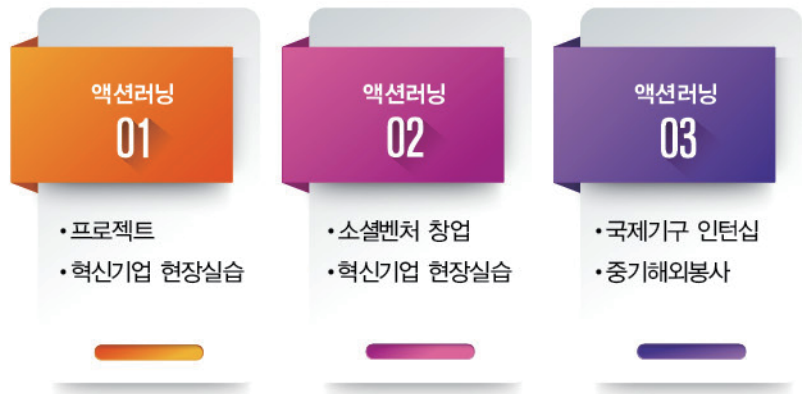 액션러닝
01
• 프로젝트
• 혁신기업 현장실습
액션러닝
02
• 소셜벤처 창업
• 혁신기업 현장실습
액션러닝
03
• 국제기구 인턴십
• 중기해외봉사